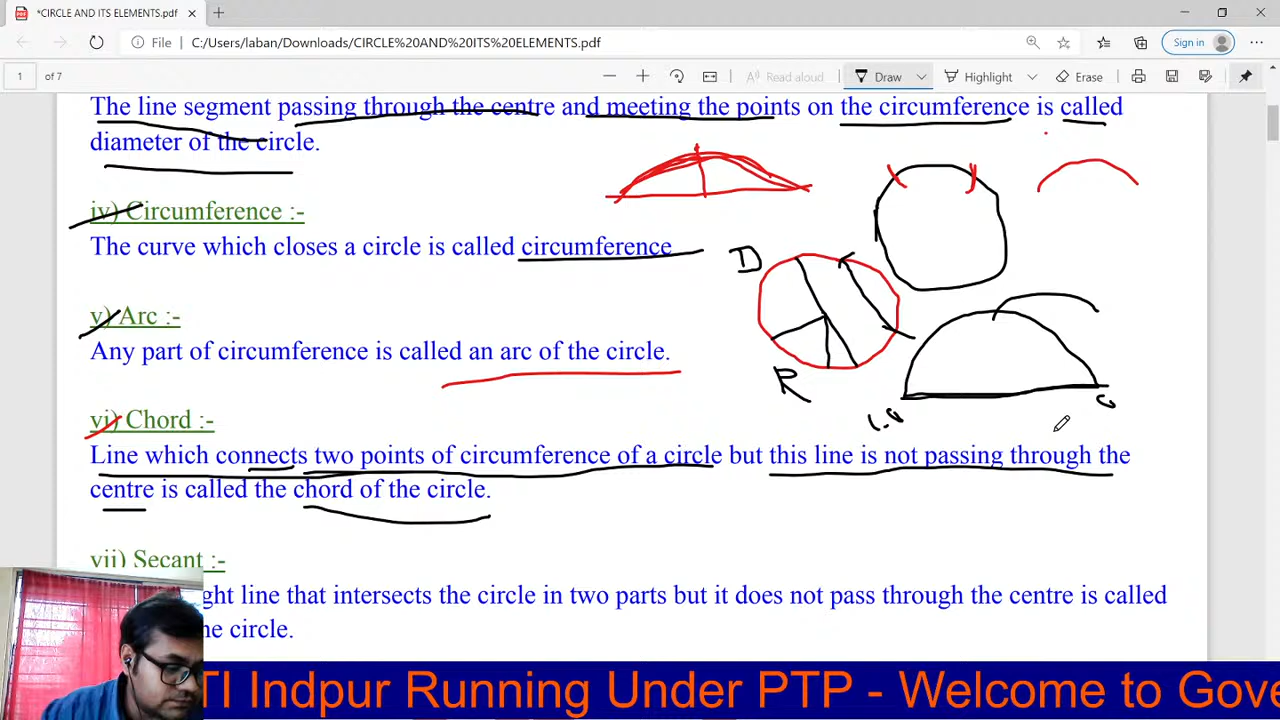 *CIRCLE AND ITS ELEMENTS.pdf
File C:/Users/laban/Downloads/CIRCLE%20AND%20ITS%20ELEMENTS.pdf Sign in
1 of 7 Read aloud Draw Highlight Erase
The line segment passing through the centre and meeting the points on the circumference is called
diameter of the circle.
iv) Circumference :-
The curve which closes a circle is called circumference
D
v) Arc :-
Any part of circumference is called an arc of the circle.
R
vi) Chord :-
Line which connects two points of circumference of a circle but this line is not passing through the
centre is called the chord of the circle.
vii) Secant :-
ght line that intersects the circle in two parts but it does not pass through the centre is called
he circle.
TI Indpur Running Under PTP - Welcome to Gove